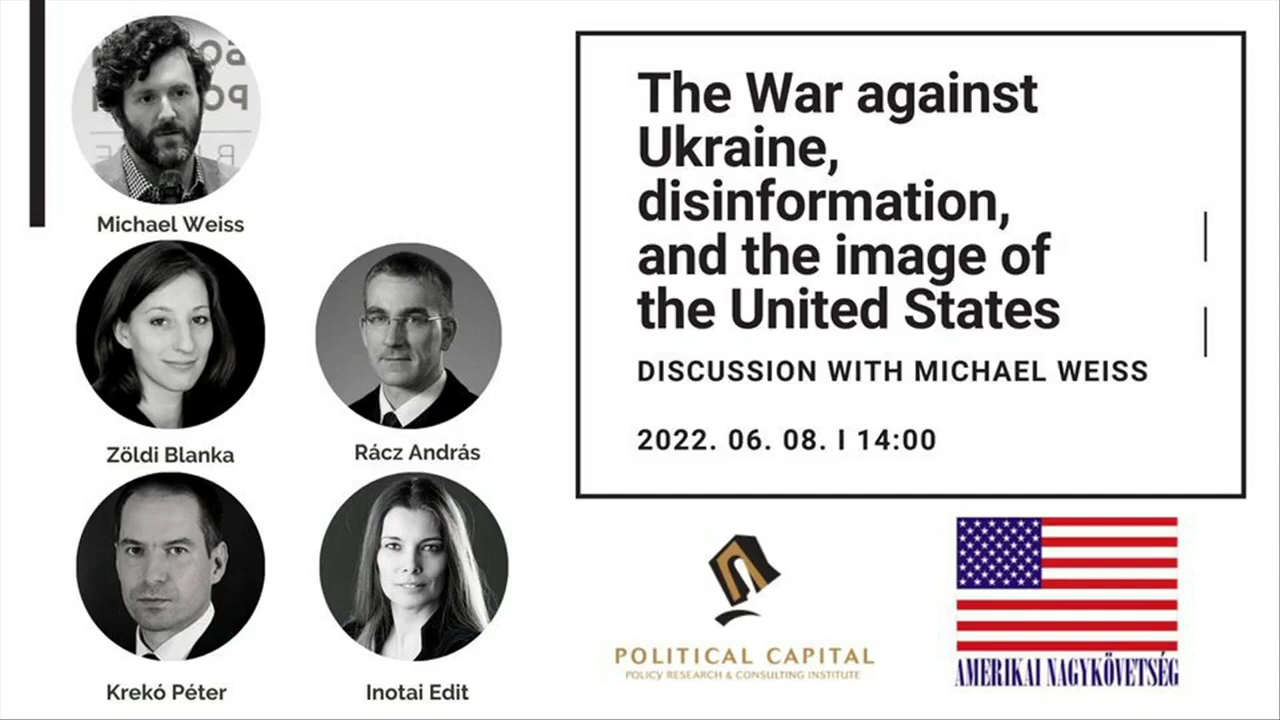 Michael Weiss
Zöldi Blanka
Rácz András
Krekó Péter
Inotai Edit
The War against
Ukraine,
disinformation,
and the image of
the United States
DISCUSSION WITH MICHAEL WEISS
2022. 06. 08. I 14:00
POLITICAL CAPITAL
POLICY RESEARCH & CONSULTING INSTITUTE
AMERIKAI NAGYKÖVETSÉG